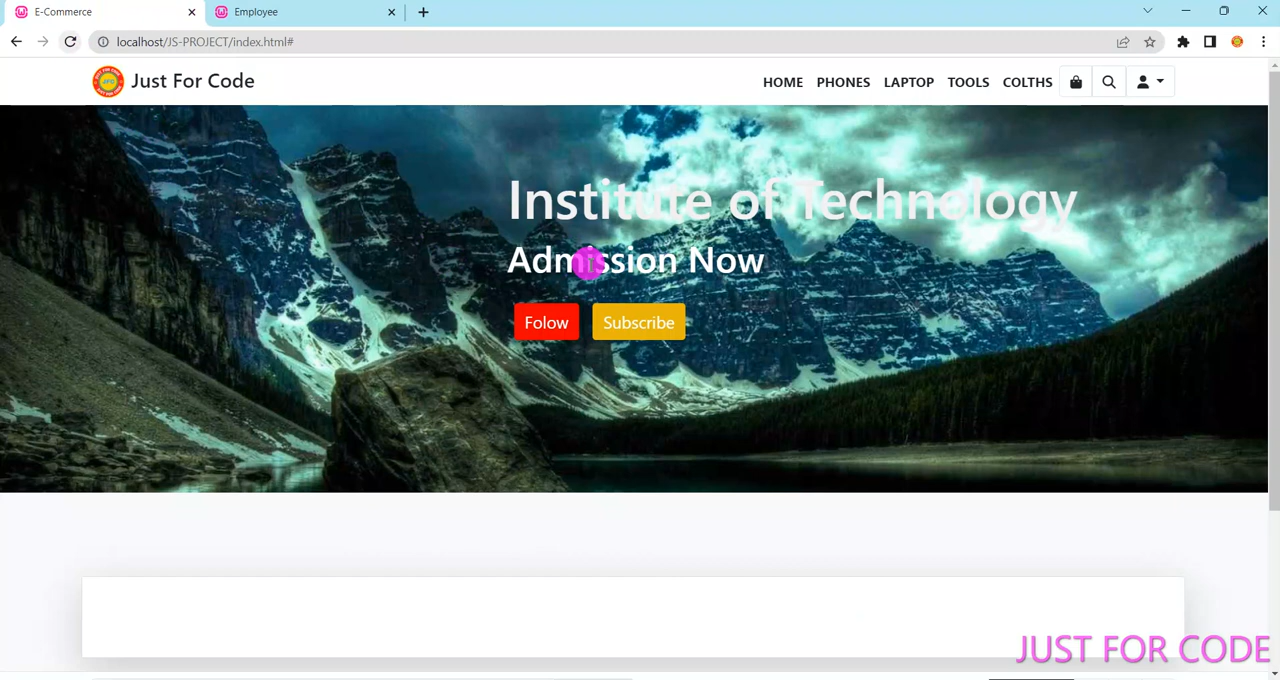 E-Commerce
Employee
localhost/JS-PROJECT/index.html#
Just For Code
HOME PHONES LAPTOP TOOLS COLTHS
Institute of Technology
Admission Now
Folow Subscribe
JUST FOR CODE